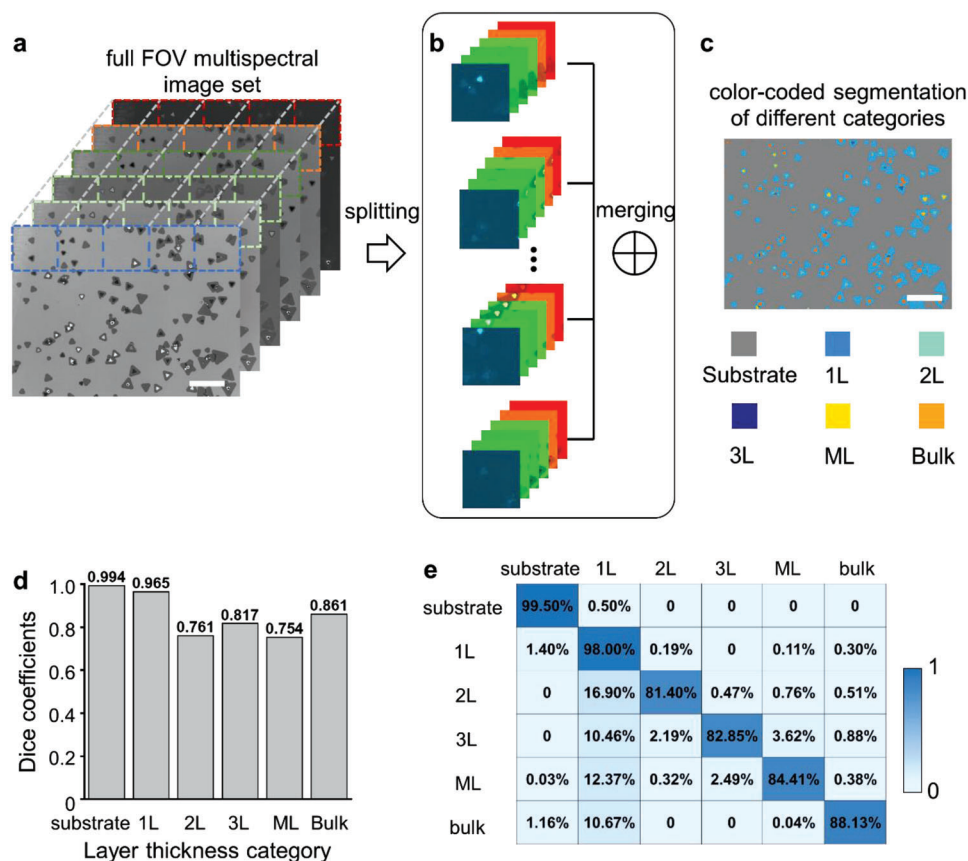 a
full FOV multispectral
image set
splitting
b
merging
c
color-coded segmentation
of different categories
Substrate 1L 2L
3L ML Bulk
d
Dice coefficients
1.0
0.8
0.6
0.4
0.2
0
0.994
0.965
0.761
0.817
0.754
0.861
substrate 1L 2L 3L ML Bulk
Layer thickness category
e
substrate 1L 2L 3L ML bulk
substrate 99.50% 0.50% 0 0 0 0
1L 1.40% 98.00% 0.19% 0 0.11% 0.30%
2L 0 16.90% 81.40% 0.47% 0.76% 0.51%
3L 0 10.46% 2.19% 82.85% 3.62% 0.88%
ML 0.03% 12.37% 0.32% 2.49% 84.41% 0.38%
bulk 1.16% 10.67% 0 0 0.04% 88.13%
1
0